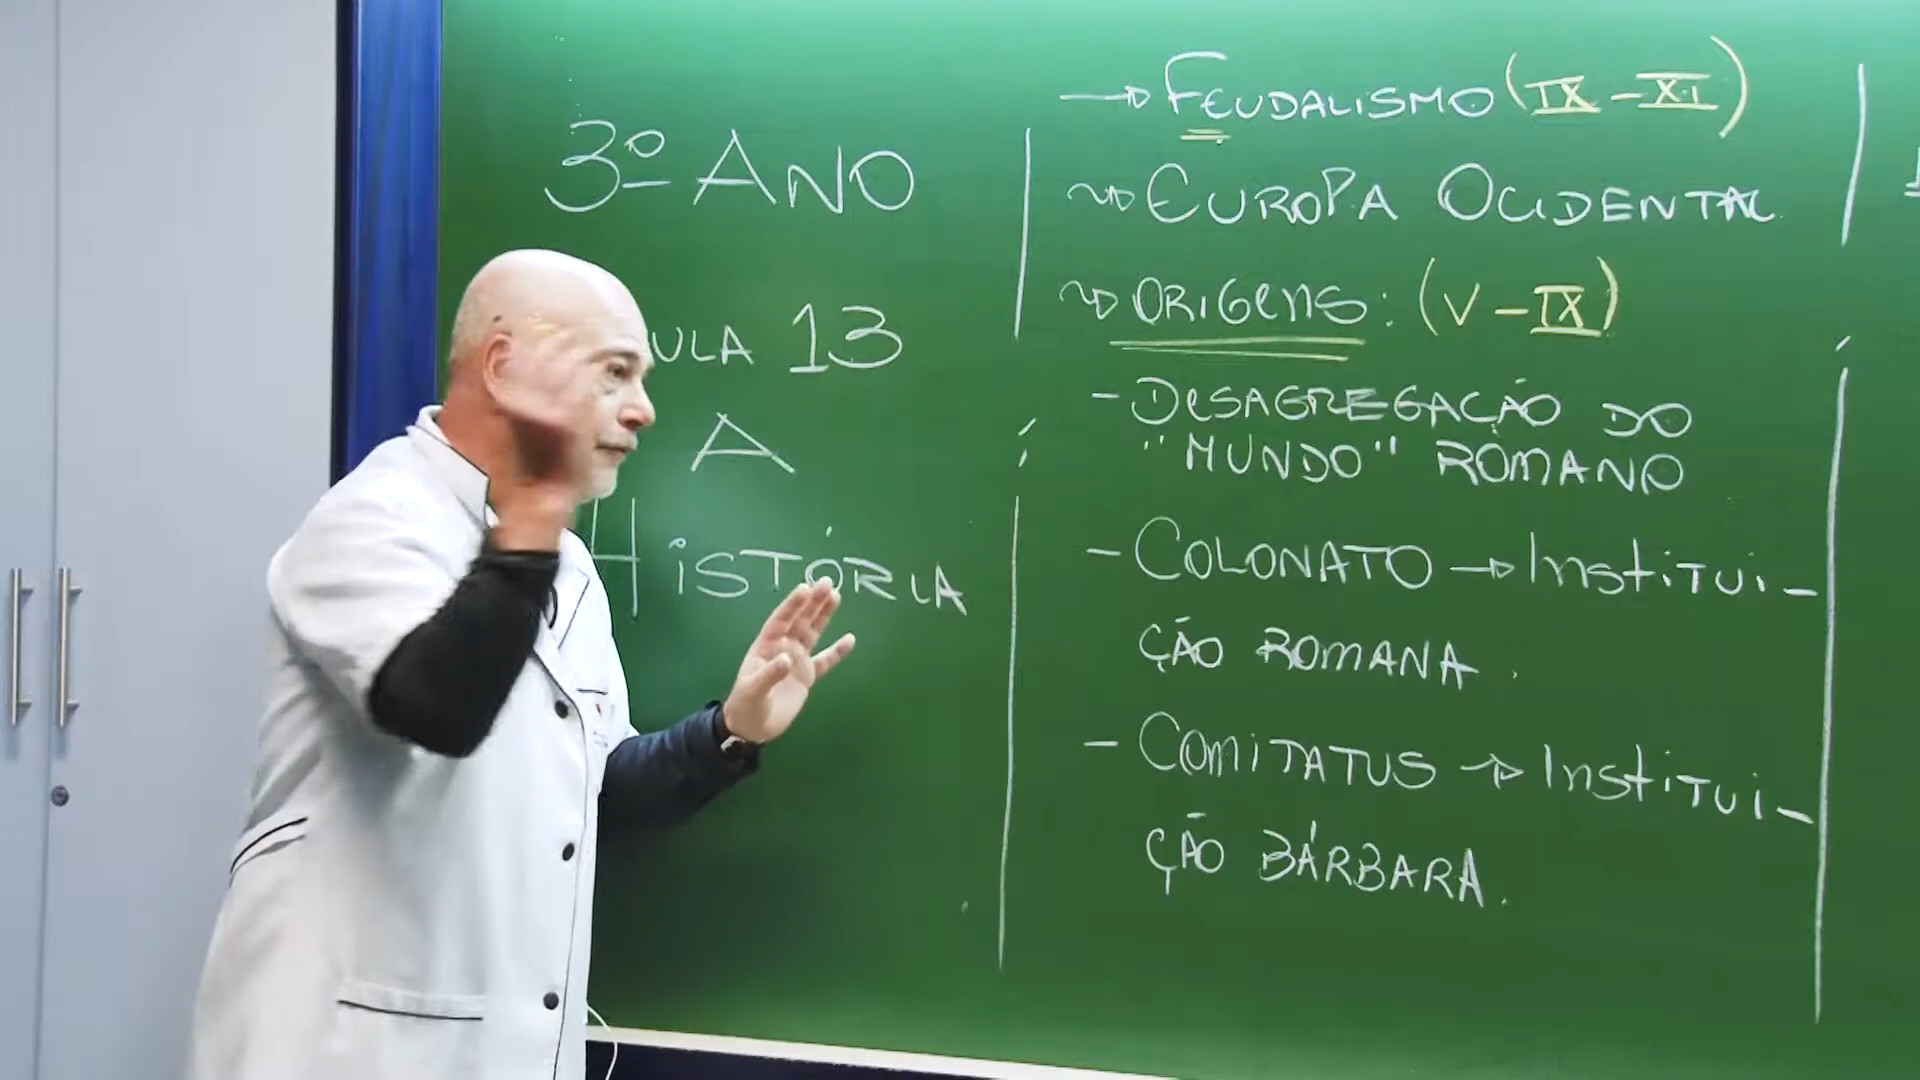 3º ANO
ULA 13
A
HISTÓRIA
→ FEUDALISMO (IX - XI)
EUROPA OCIDENTAL
ORIGENS: (V - IX)
- DESAGREGAÇÃO DO
"MUNDO" ROMANO
- COLONATO → INSTITUI-
ÇÃO ROMANA.
- COMITATUS → INSTITUI-
ÇÃO BÁRBARA.